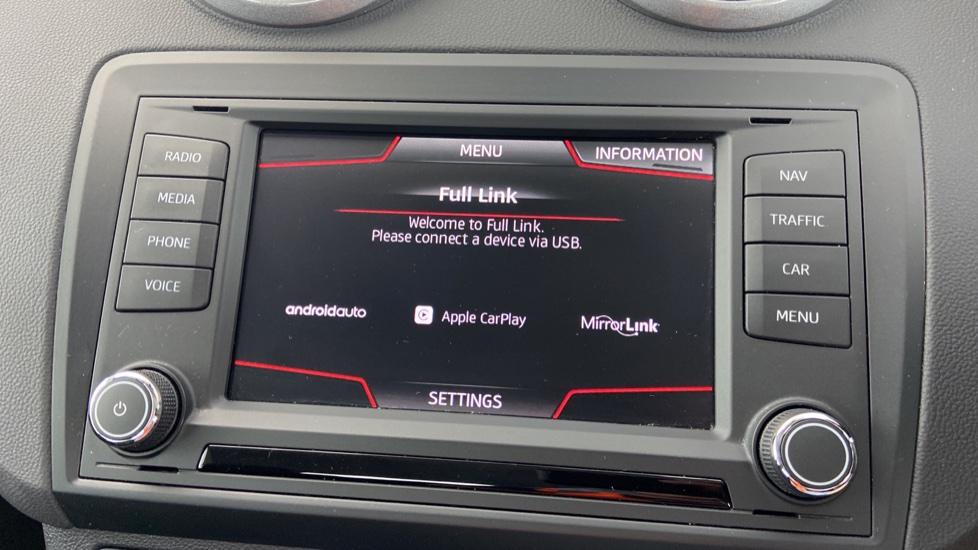 RADIO
MEDIA
PHONE
VOICE
MENU
INFORMATION
Full Link
Welcome to Full Link.
Please connect a device via USB.
androidauto
Apple CarPlay
MirrorLink
SETTINGS
NAV
TRAFFIC
CAR
MENU